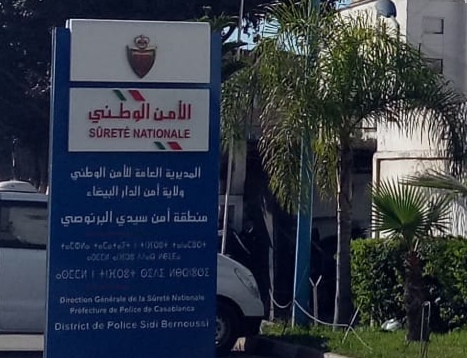 الأمن الوطني
SÛRETÉ NATIONALE
المديرية العامة للأمن الوطني
ولاية أمن الدار البيضاء
منطقة أمن سيدي البرنوصي
Direction Générale de la Sûreté Nationale
Préfecture de Police de Casablanca
District de Police Sidi Bernoussi